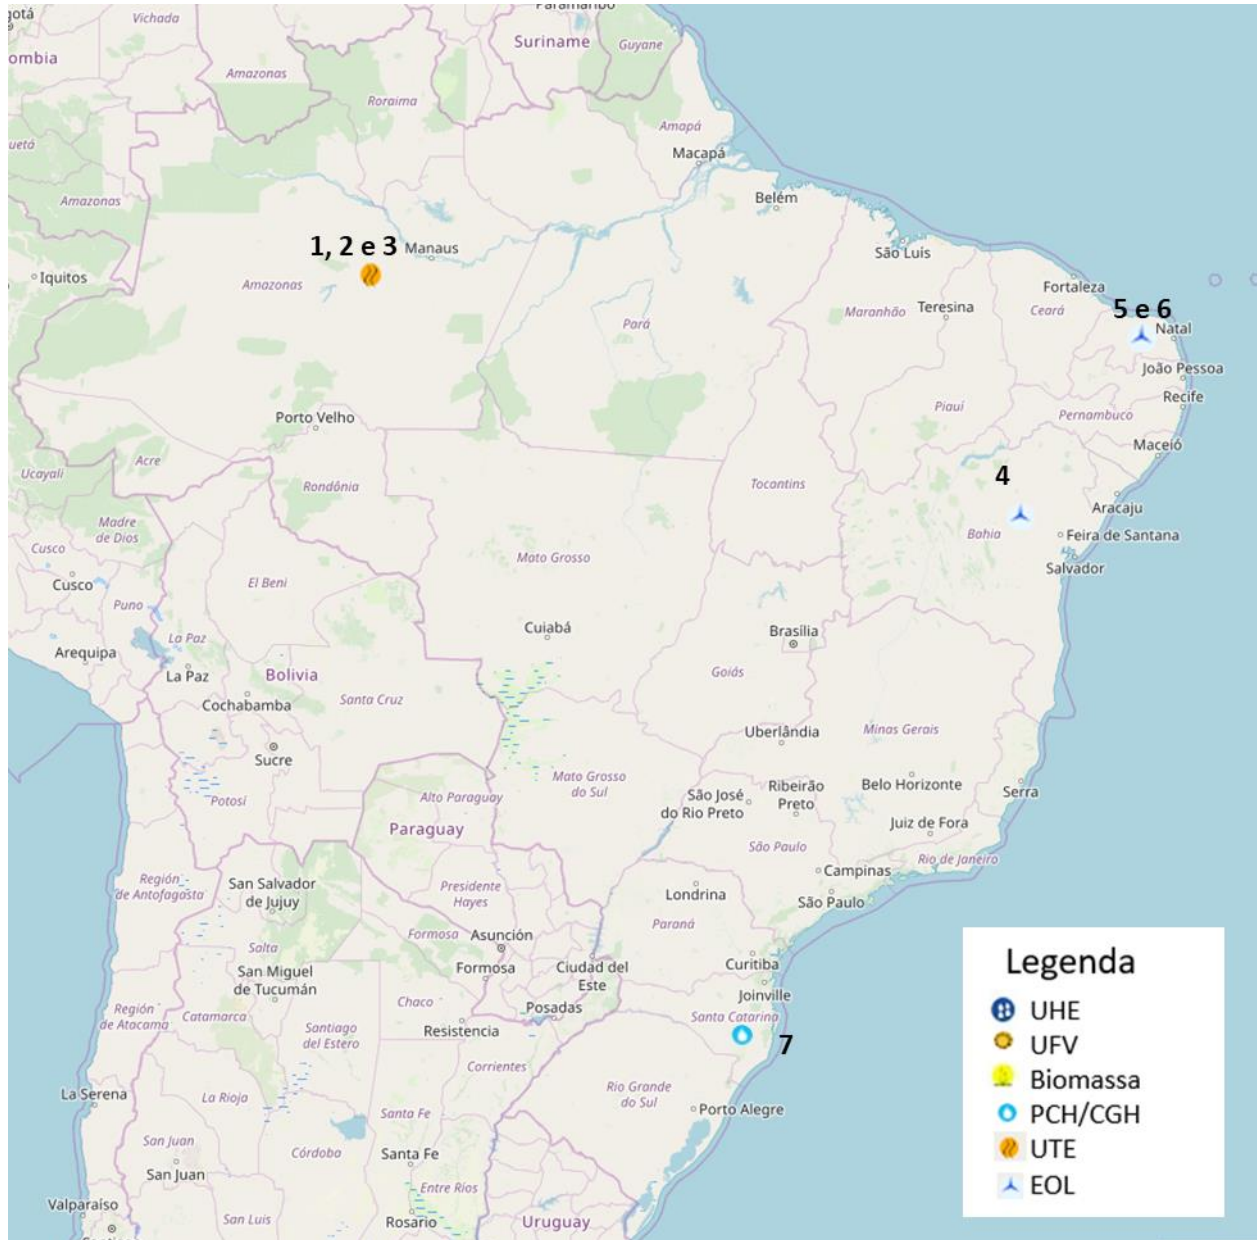 gotá
Vichada
Paramaribo
ombia
Suriname
Guyane
Amazonas
Roraima
Amapá
uetá
Macapá
Amazonas
Belém
1, 2 e 3
Manaus
São Luís
Iquitos
Amazonas
Fortaleza
5 e 6
Pará
Maranhão
Teresina
Ceará
Natal
João Pessoa
Recife
Piauí
Pernambuco
Porto Velho
Maceió
Acre
Ucayali
Rondônia
Tocantins
4
Aracaju
Madre
de Dios
Bahia
Feira de Santana
Cusco
Mato Grosso
Salvador
Cusco
El Beni
Puno
Cuiabá
Brasília
La Paz
Arequipa
La Paz
Bolivia
Goiás
Santa Cruz
Cochabamba
Uberlândia
Minas Gerais
Sucre
Mato Grosso
do Sul
Ribeirão
Preto
Belo Horizonte
Serra
São José
do Rio Preto
Potosí
Alto Paraguay
Paraguay
Juiz de Fora
São Paulo
Rio de Janeiro
Región
de Antofagasta
San Salvador
de Jujuy
Presidente
Hayes
Campinas
Londrina
São Paulo
Paraná
Formosa
Asunción
Salta
San Miguel
de Tucumán
Formosa
Ciudad del
Este
Curitiba
Joinville
Región
de Atacama
Catamarca
Chaco
Posadas
Santa Catarina
Santiago
del Estero
Resistencia
7
Corrientes
La Serena
La Rioja
Rio Grande
do Sul
Santa Fe
Porto Alegre
San Juan
San Juan
Córdoba
Santa Fe
Entre Ríos
Valparaíso
San Luis
Rosario
Uruguay
Legenda
UHE
UFV
Biomassa
PCH/CGH
UTE
EOL